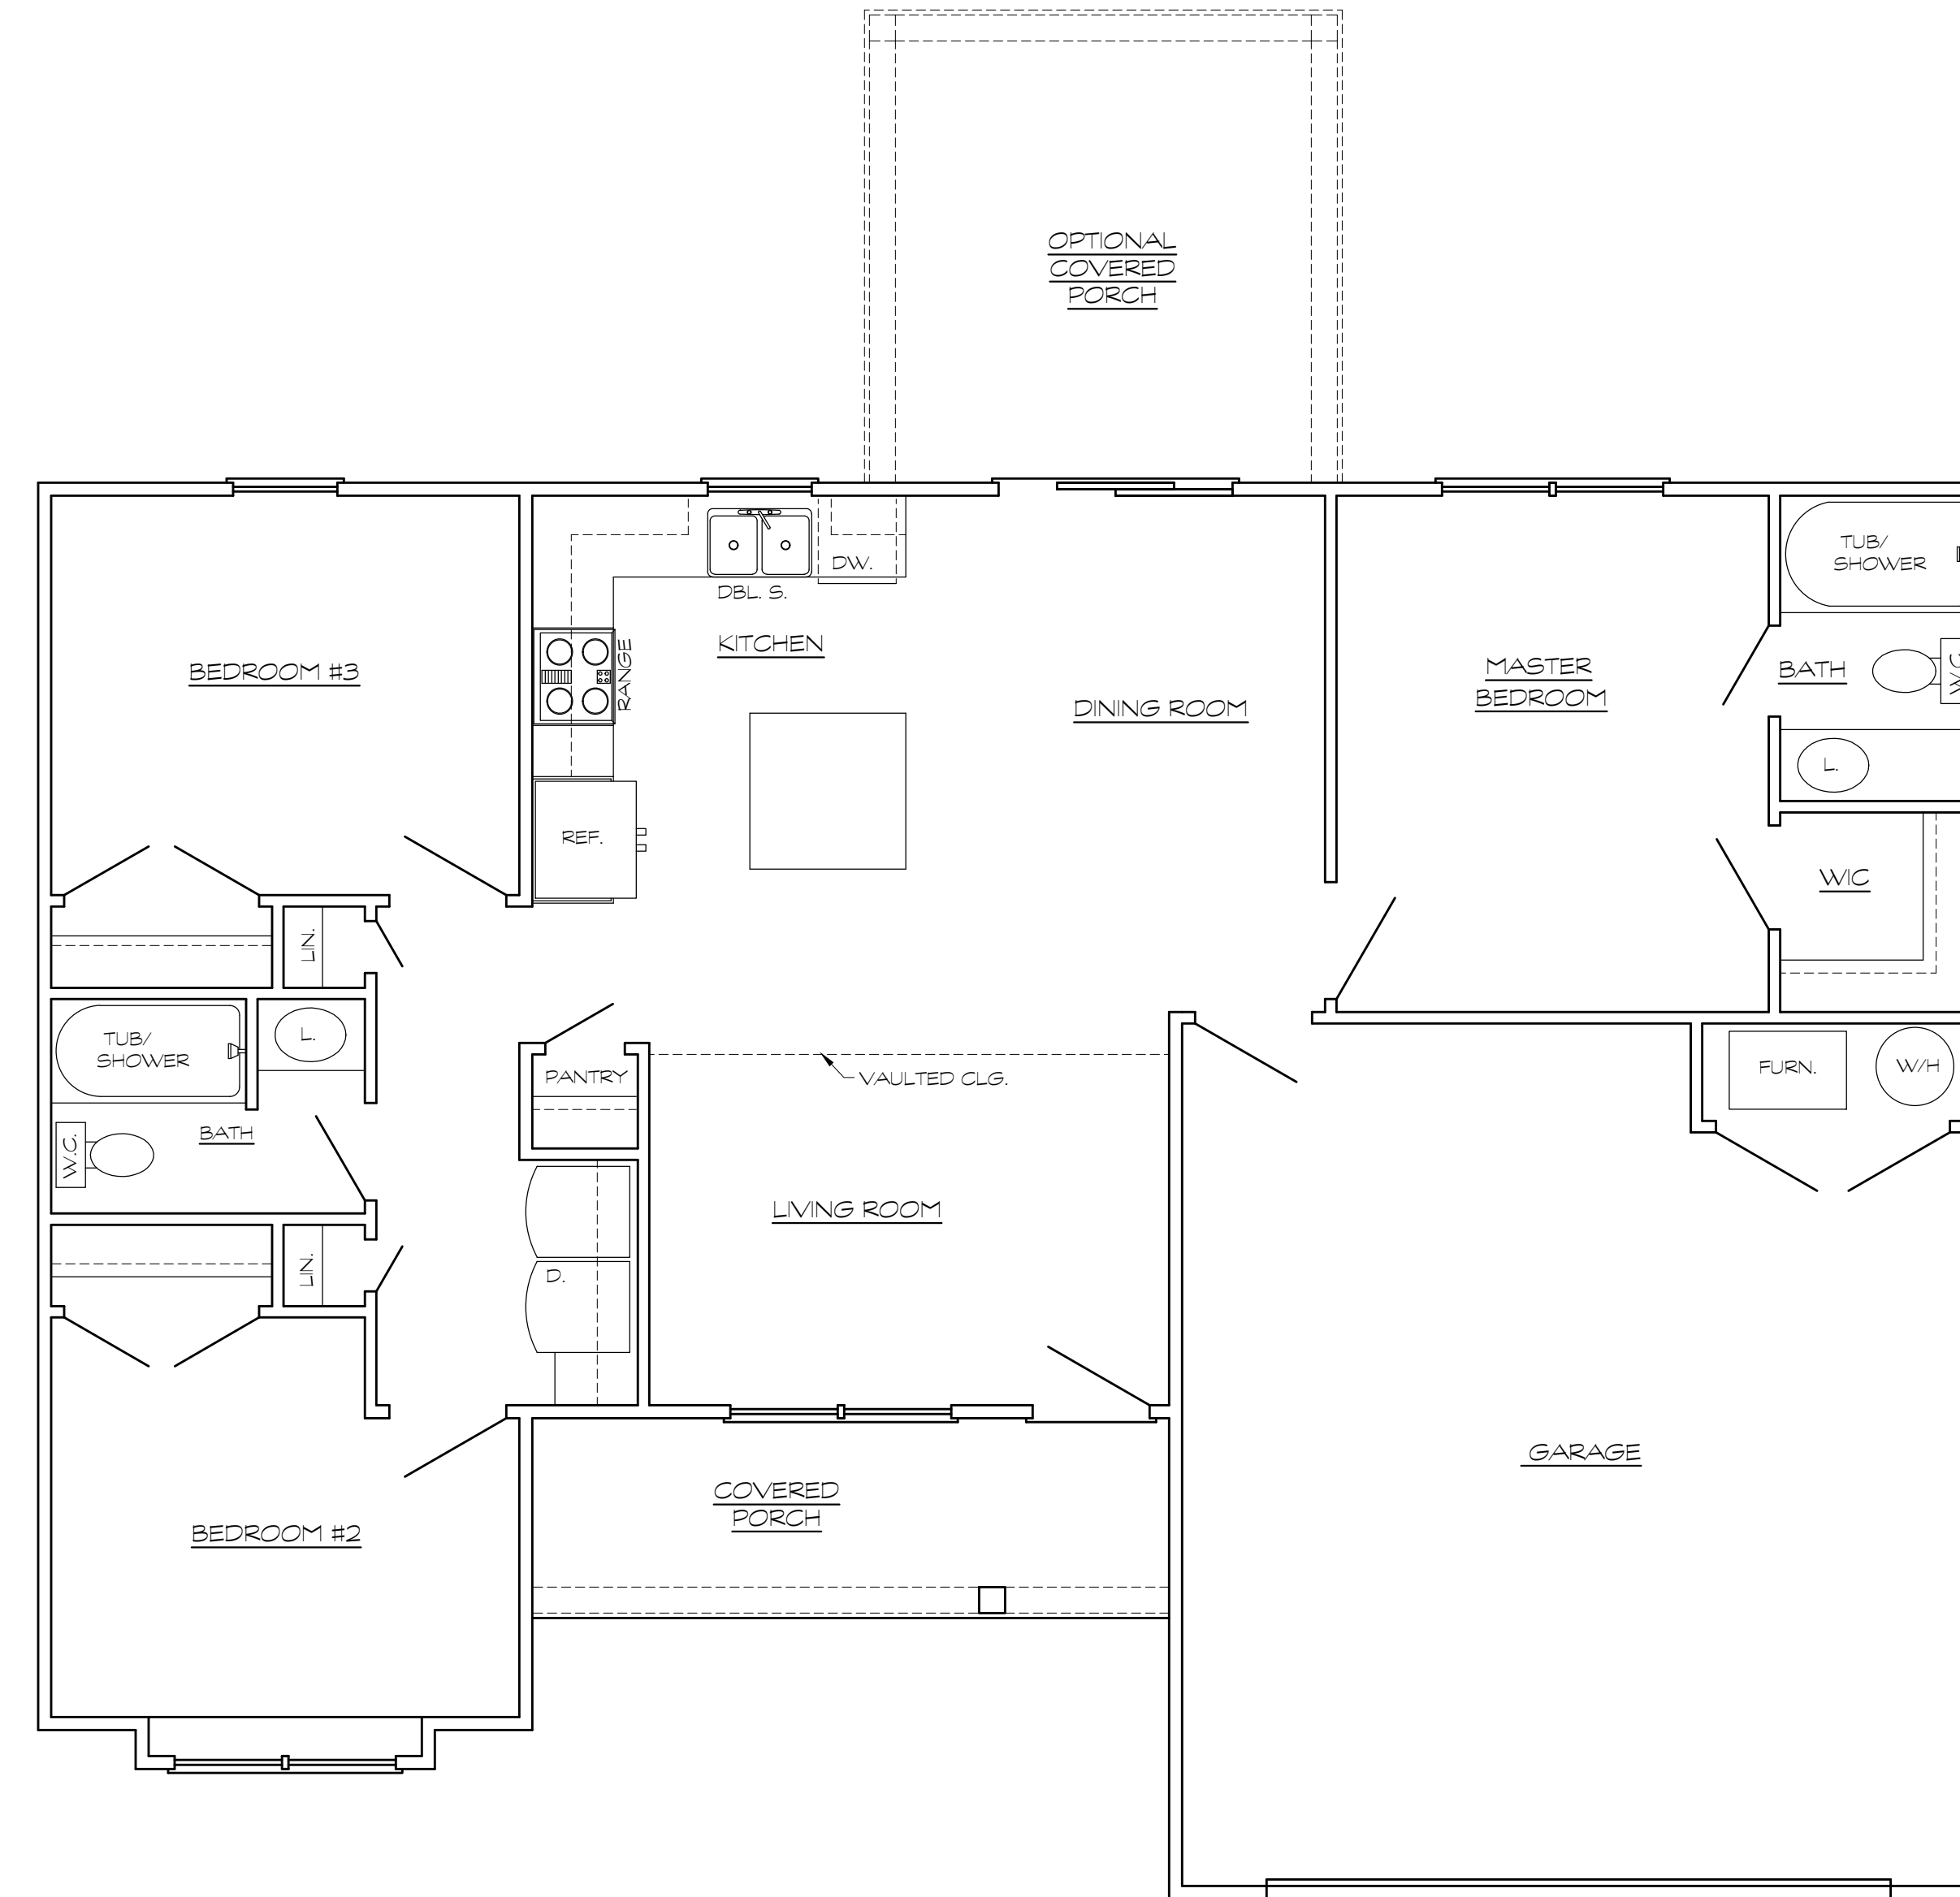 OPTIONAL
COVERED
PORCH
TUB/
SHOWER
DW.
DBL. S.
KITCHEN
RANGE
BEDROOM #3
MASTER
BEDROOM
BATH
W.C.
DINING ROOM
L.
REF.
WIC
LIN.
L.
TUB/
SHOWER
PANTRY
VAULTED CLG.
FURN.
W/H
BATH
W.C.
LIVING ROOM
LIN.
D.
GARAGE
COVERED
PORCH
BEDROOM #2